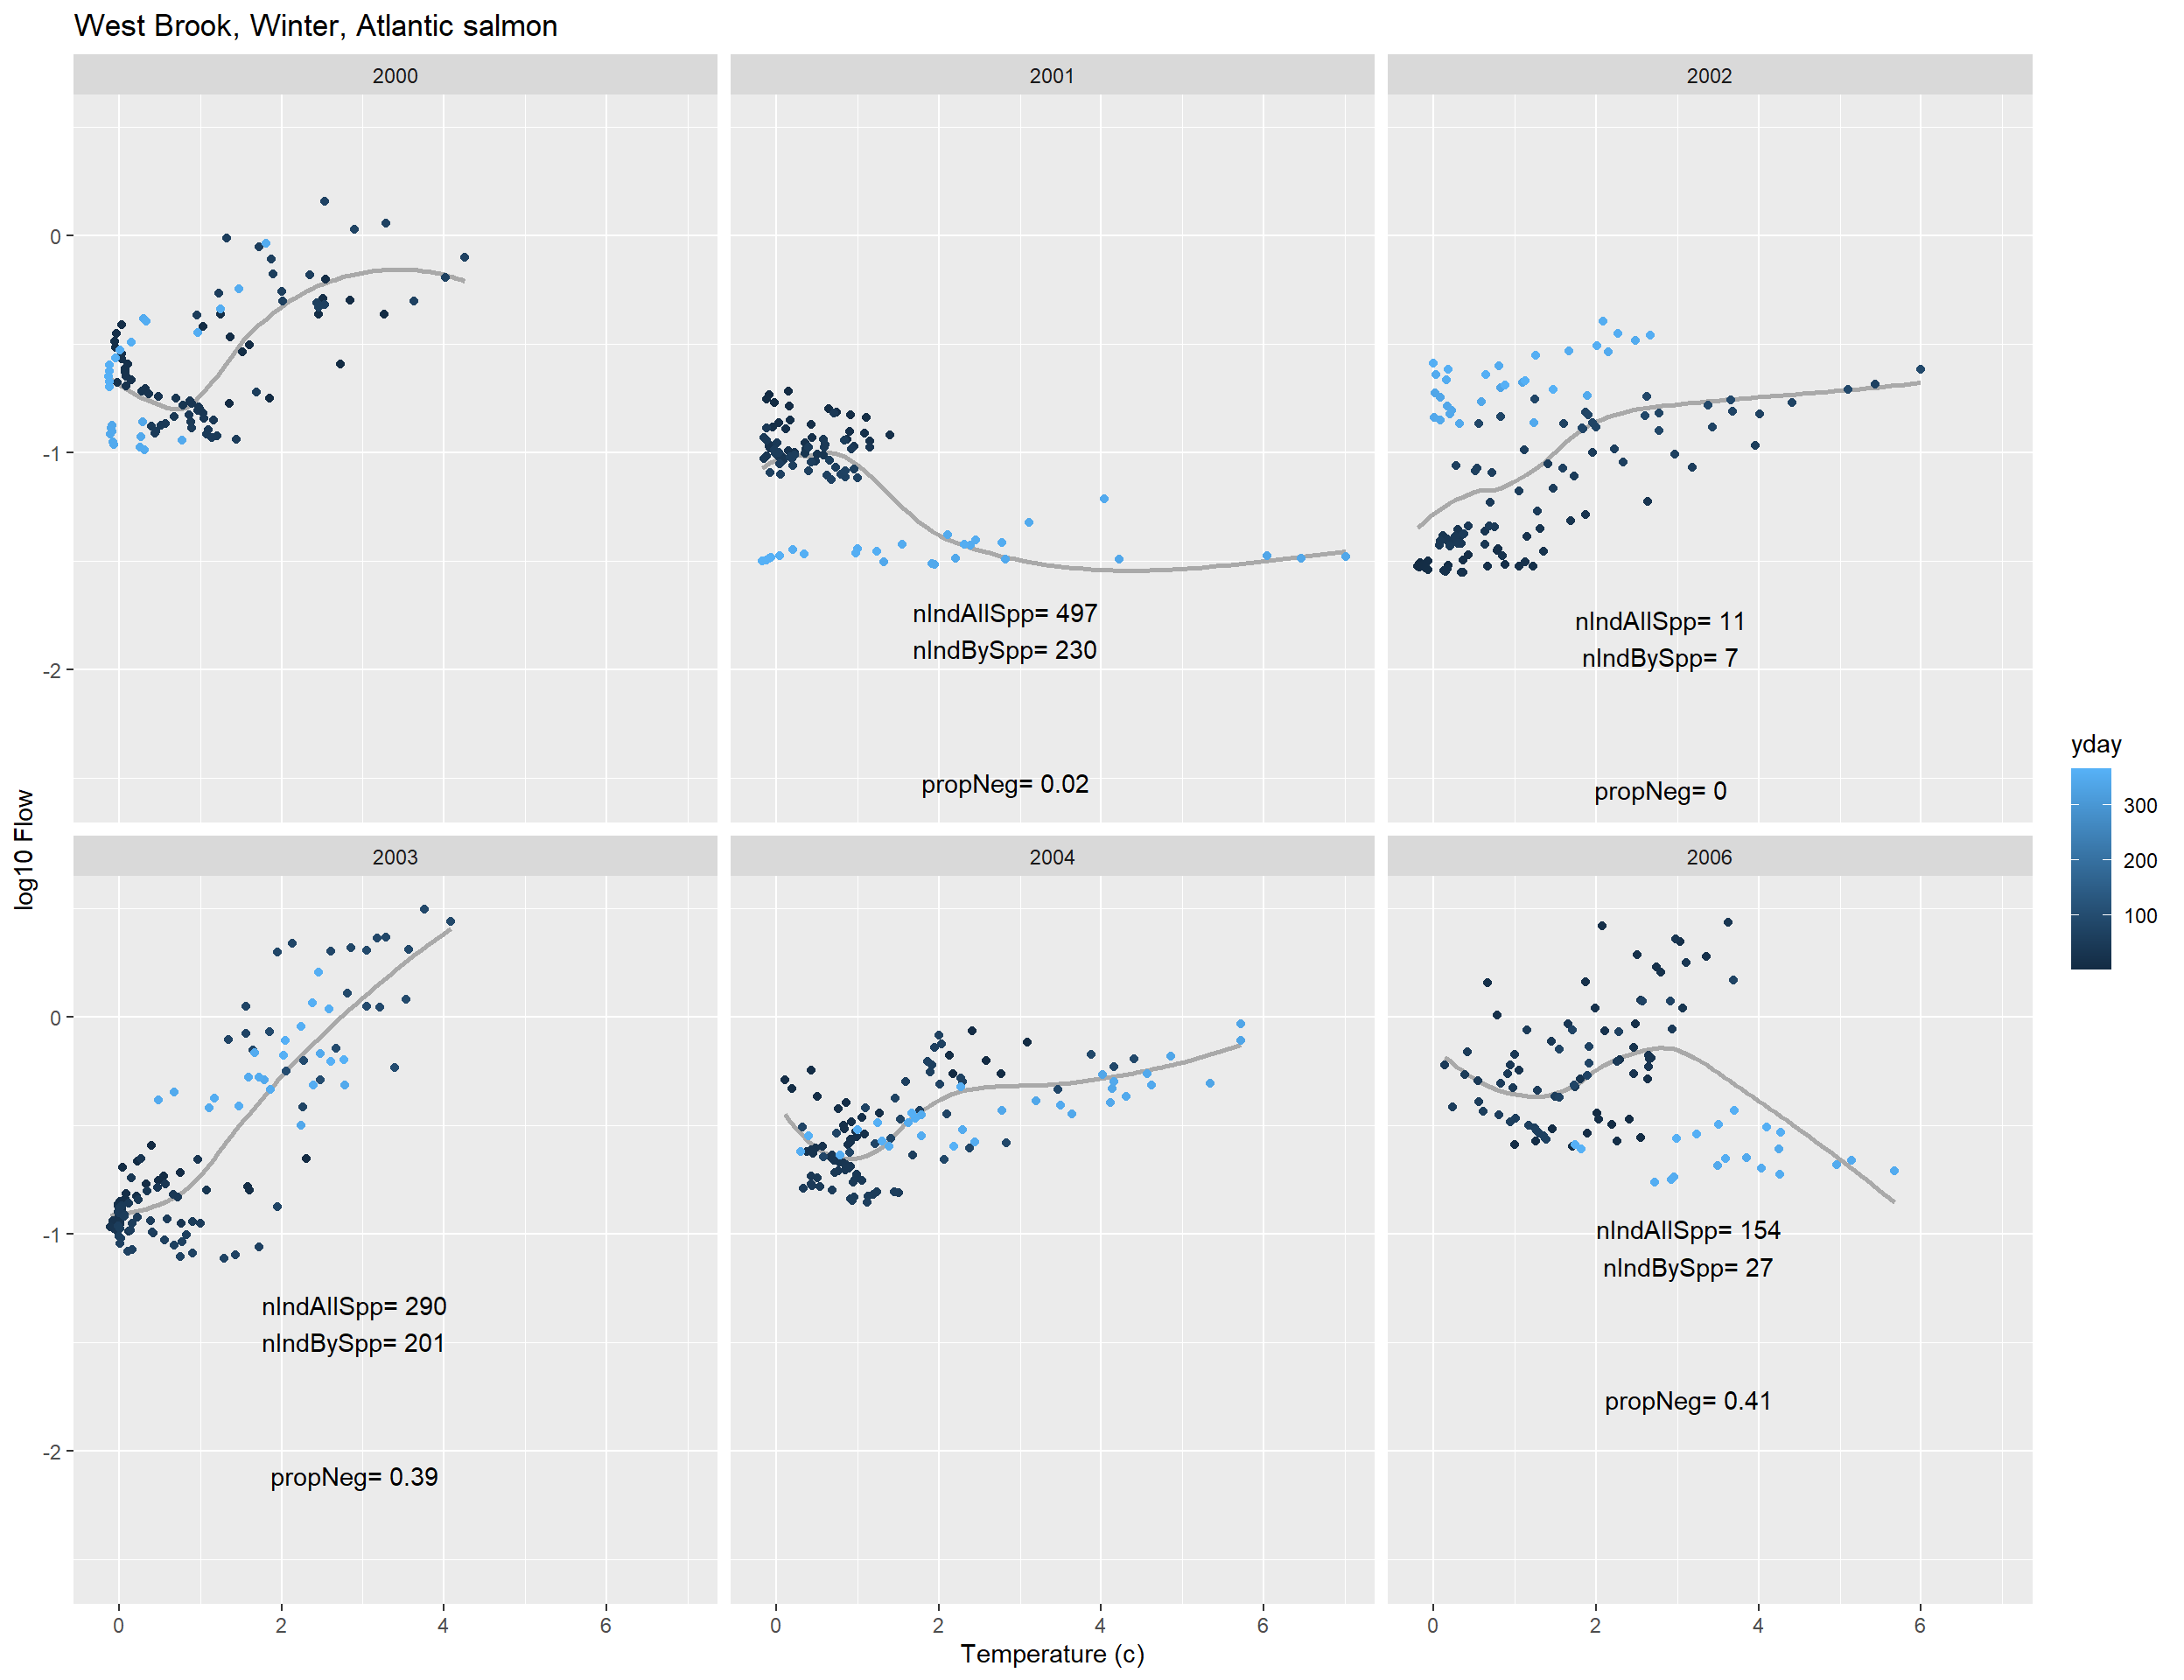 West Brook, Winter, Atlantic salmon
2000
2001
2002
0
-1
-2
nIndAllSpp= 497
nIndBySpp= 230
propNeg= 0.02
nIndAllSpp= 11
nIndBySpp= 7
propNeg= 0
2003
2004
2006
0
-1
-2
nIndAllSpp= 290
nIndBySpp= 201
propNeg= 0.39
nIndAllSpp= 154
nIndBySpp= 27
propNeg= 0.41
0 2 4 6
0 2 4 6
0 2 4 6
Temperature (c)
log10 Flow
yday
300
200
100